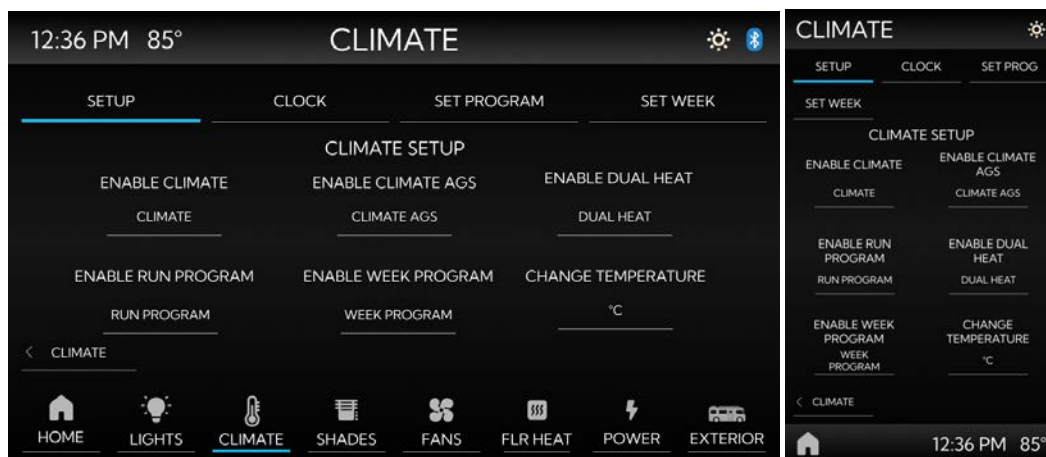 12:36 PM 85° CLIMATE
SETUP CLOCK SET PROGRAM SET WEEK
CLIMATE SETUP
ENABLE CLIMATE ENABLE CLIMATE AGS ENABLE DUAL HEAT
CLIMATE CLIMATE AGS DUAL HEAT
ENABLE RUN PROGRAM ENABLE WEEK PROGRAM CHANGE TEMPERATURE
RUN PROGRAM WEEK PROGRAM °C
< CLIMATE
HOME LIGHTS CLIMATE SHADES FANS FLR HEAT POWER EXTERIOR
CLIMATE
SETUP CLOCK SET PROG
SET WEEK
CLIMATE SETUP
ENABLE CLIMATE ENABLE CLIMATE
AGS
CLIMATE CLIMATE AGS
ENABLE RUN ENABLE DUAL
PROGRAM HEAT
RUN PROGRAM DUAL HEAT
ENABLE WEEK CHANGE
PROGRAM TEMPERATURE
WEEK
PROGRAM °C
< CLIMATE
12:36 PM 85°